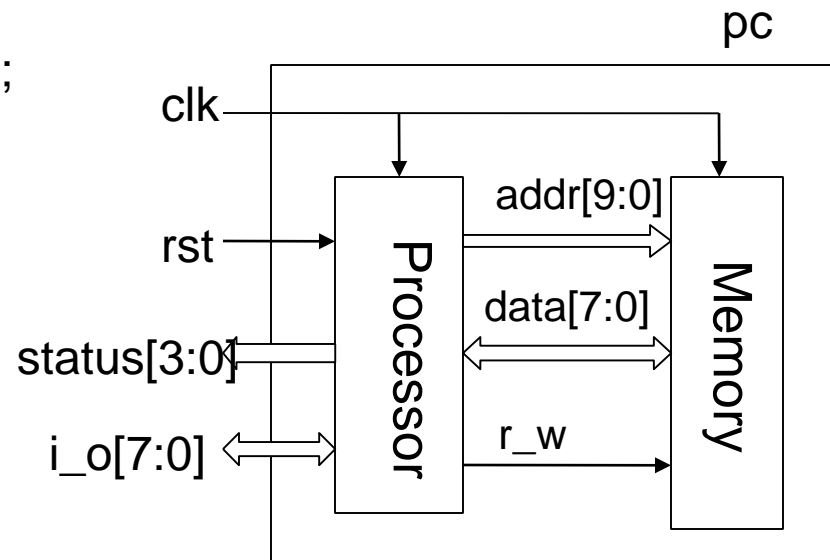 pc
;
clk
addr[9:0]
rst
data[7:0]
status[3:0]
r_w
i_o[7:0]
Processor
Memory